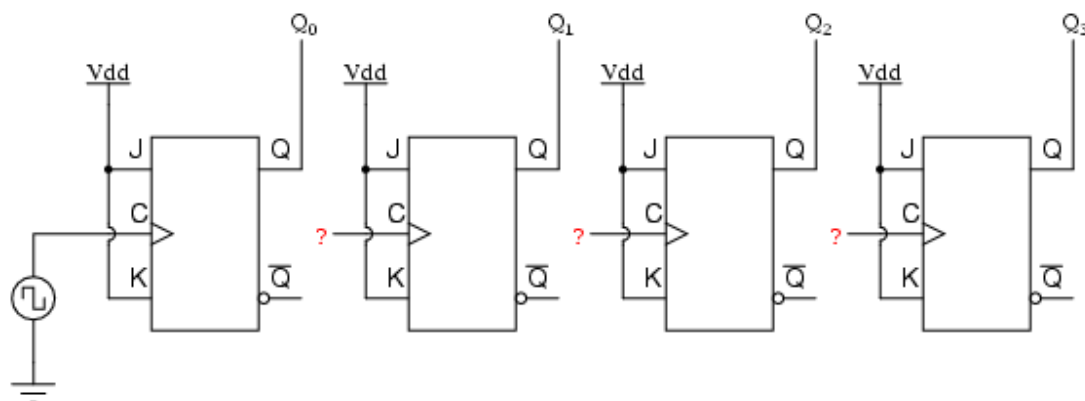 Q0 Q1 Q2 Q3
Vdd Vdd Vdd Vdd
J Q J Q J Q J Q
C ? C ? C ? C
K Q̅ K Q̅ K Q̅ K Q̅